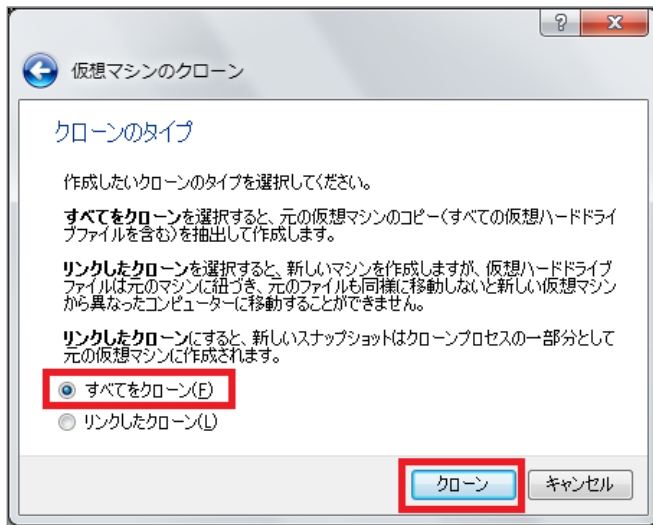 仮想マシンのクローン
クローンのタイプ
作成したいクローンのタイプを選択してください。
すべてをクローンを選択すると、元の仮想マシンのコピー(すべての仮想ハードドライ
ブファイルを含む)を抽出して作成します。
リンクしたクローンを選択すると、新しいマシンを作成しますが、仮想ハードドライブ
ファイルは元のマシンに紐づき、元のファイルも同様に移動しないと新しい仮想マシン
から異なったコンピューターに移動することができません。
リンクしたクローンにすると、新しいスナップショットはクローンプロセスの一部分として
元の仮想マシンに作成されます。
すべてをクローン(F)
リンクしたクローン(L)
クローン キャンセル